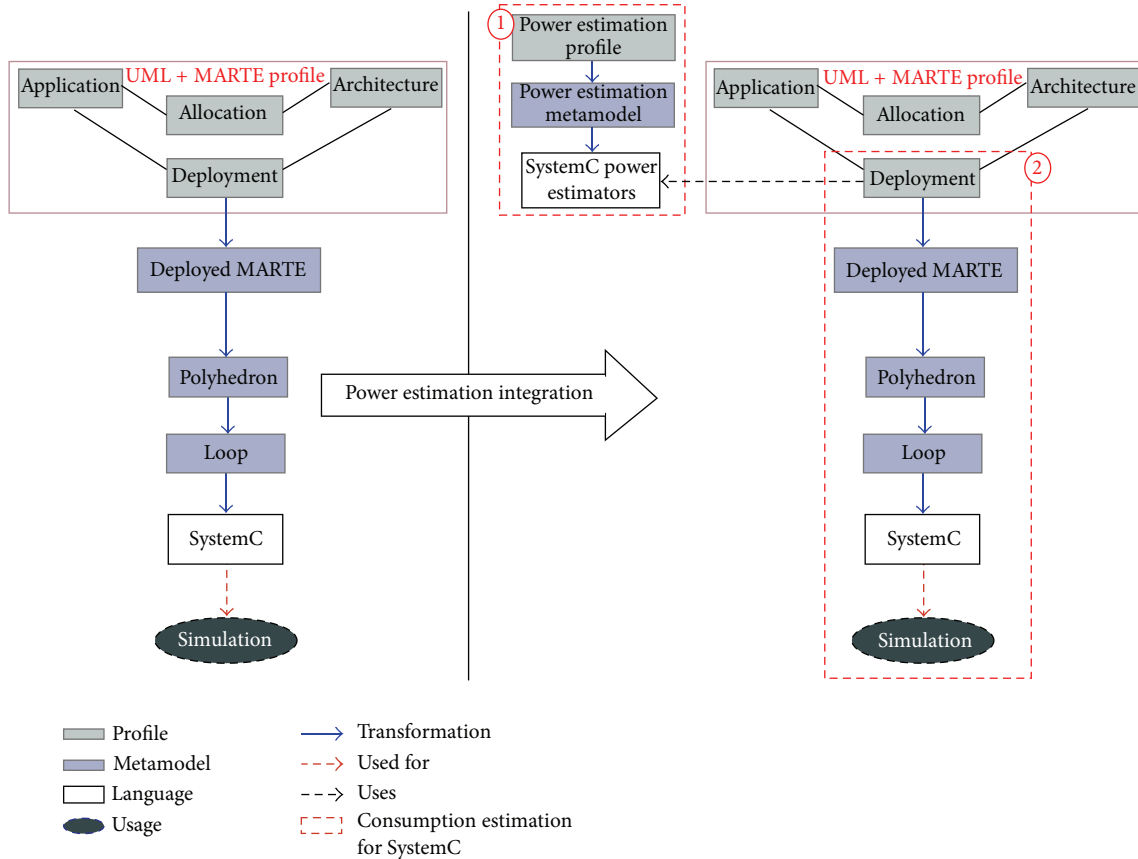 UML + MARTE profile
Application
Architecture
Allocation
Deployment
Deployed MARTE
Polyhedron
Loop
SystemC
Simulation
Power estimation integration
1
Power estimation
profile
Power estimation
metamodel
SystemC power
estimators
UML + MARTE profile
Application
Architecture
Allocation
2
Deployment
Deployed MARTE
Polyhedron
Loop
SystemC
Simulation
Profile
Metamodel
Language
Usage
Transformation
Used for
Uses
Consumption estimation
for SystemC